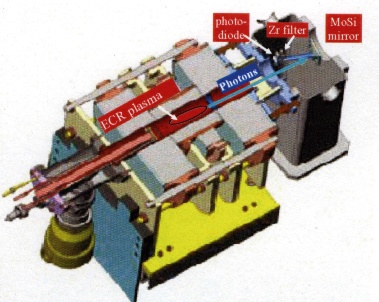 photo-
diode
Zr filter
MoSi
mirror
Photons
ECR plasma